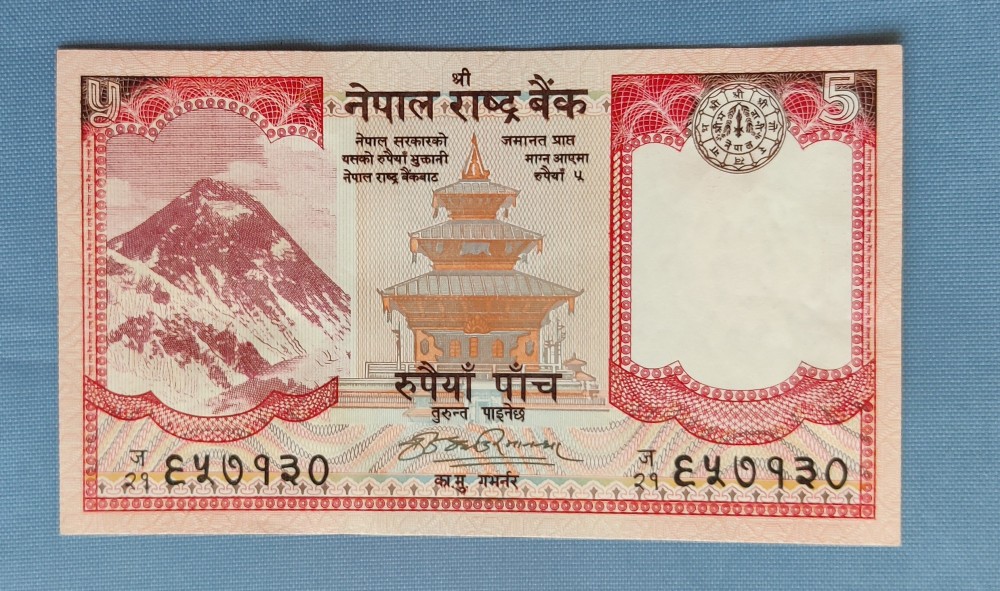 श्री
नेपाल राष्ट्र बैंक
५
5
नेपाल सरकारको
जमानत प्राप्त
यसको रुपैयाँ भुक्तानी
माग्न आएमा
नेपाल राष्ट्र बैंकबाट
रुपैयाँ ५
रुपैयाँ पाँच
तुरुन्त पाइनेछ
का.मु. गभर्नर
ज
२१ ६५७१३०
ज
२१ ६५७१३०